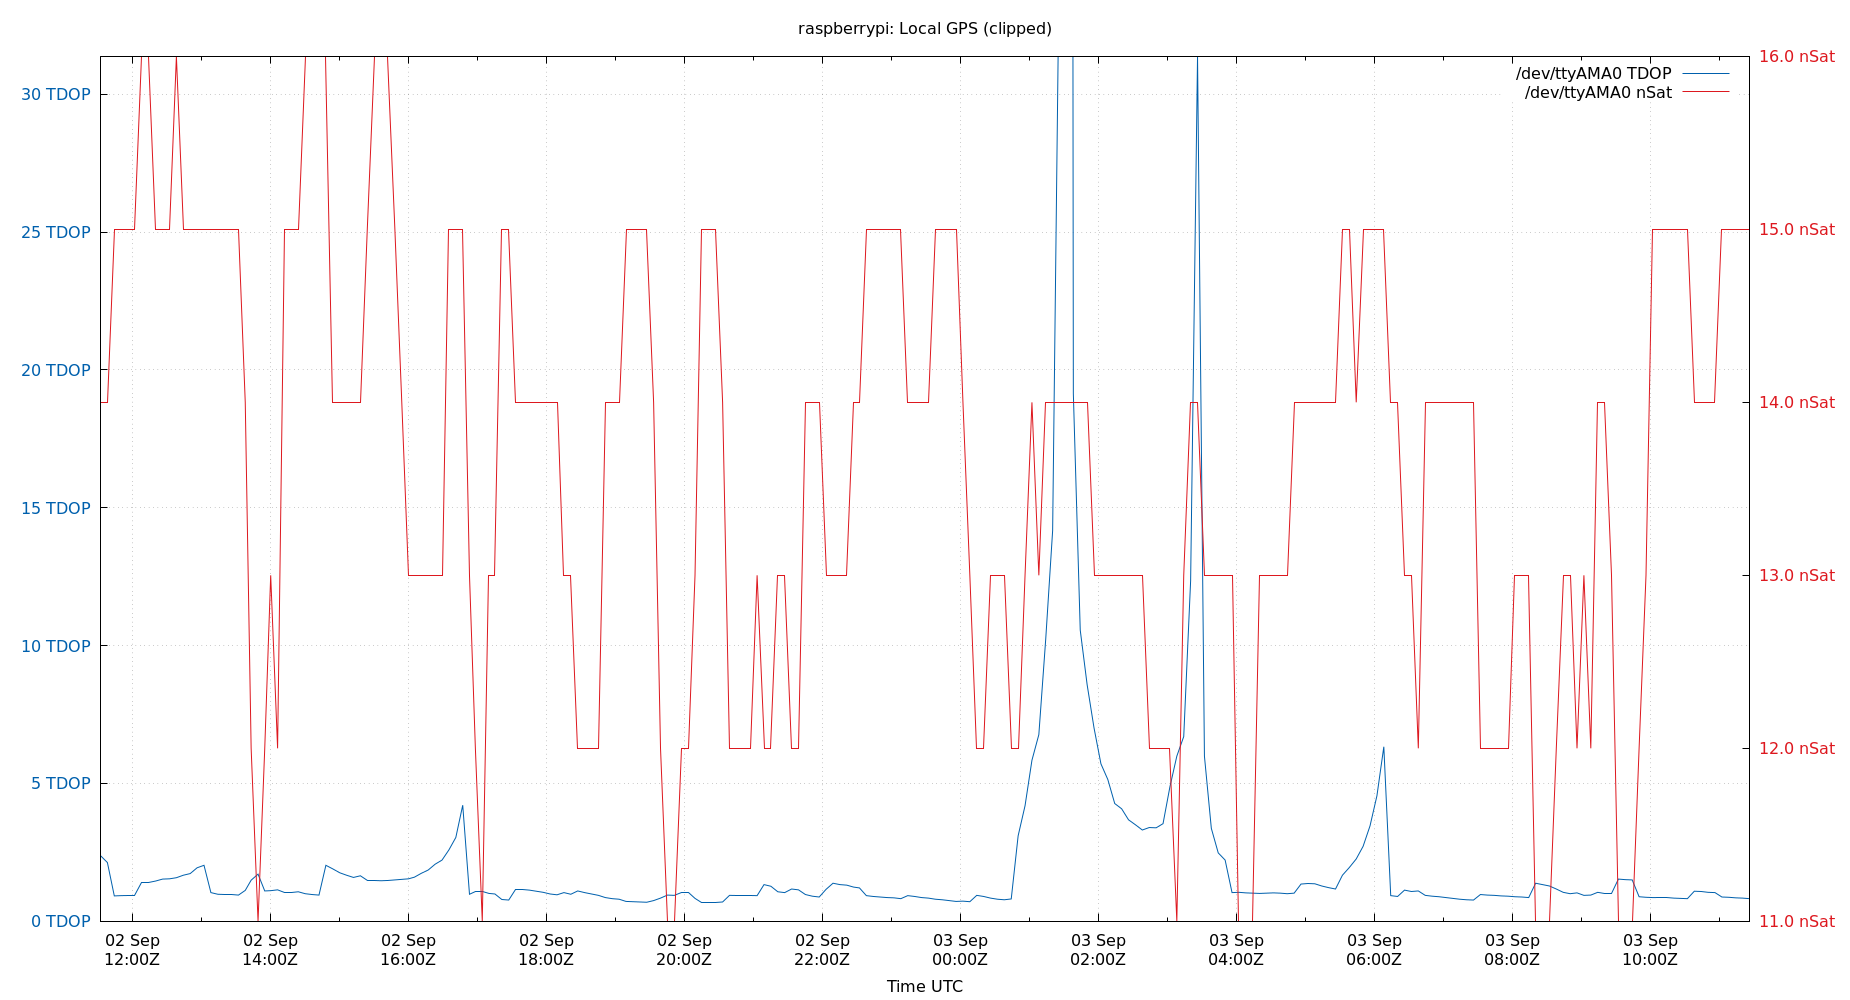 raspberrypi: Local GPS (clipped)
/dev/ttyAMA0 TDOP
/dev/ttyAMA0 nSat
30 TDOP
25 TDOP
20 TDOP
15 TDOP
10 TDOP
5 TDOP
0 TDOP
16.0 nSat
15.0 nSat
14.0 nSat
13.0 nSat
12.0 nSat
11.0 nSat
02 Sep
12:00Z
02 Sep
14:00Z
02 Sep
16:00Z
02 Sep
18:00Z
02 Sep
20:00Z
02 Sep
22:00Z
03 Sep
00:00Z
03 Sep
02:00Z
03 Sep
04:00Z
03 Sep
06:00Z
03 Sep
08:00Z
03 Sep
10:00Z
Time UTC